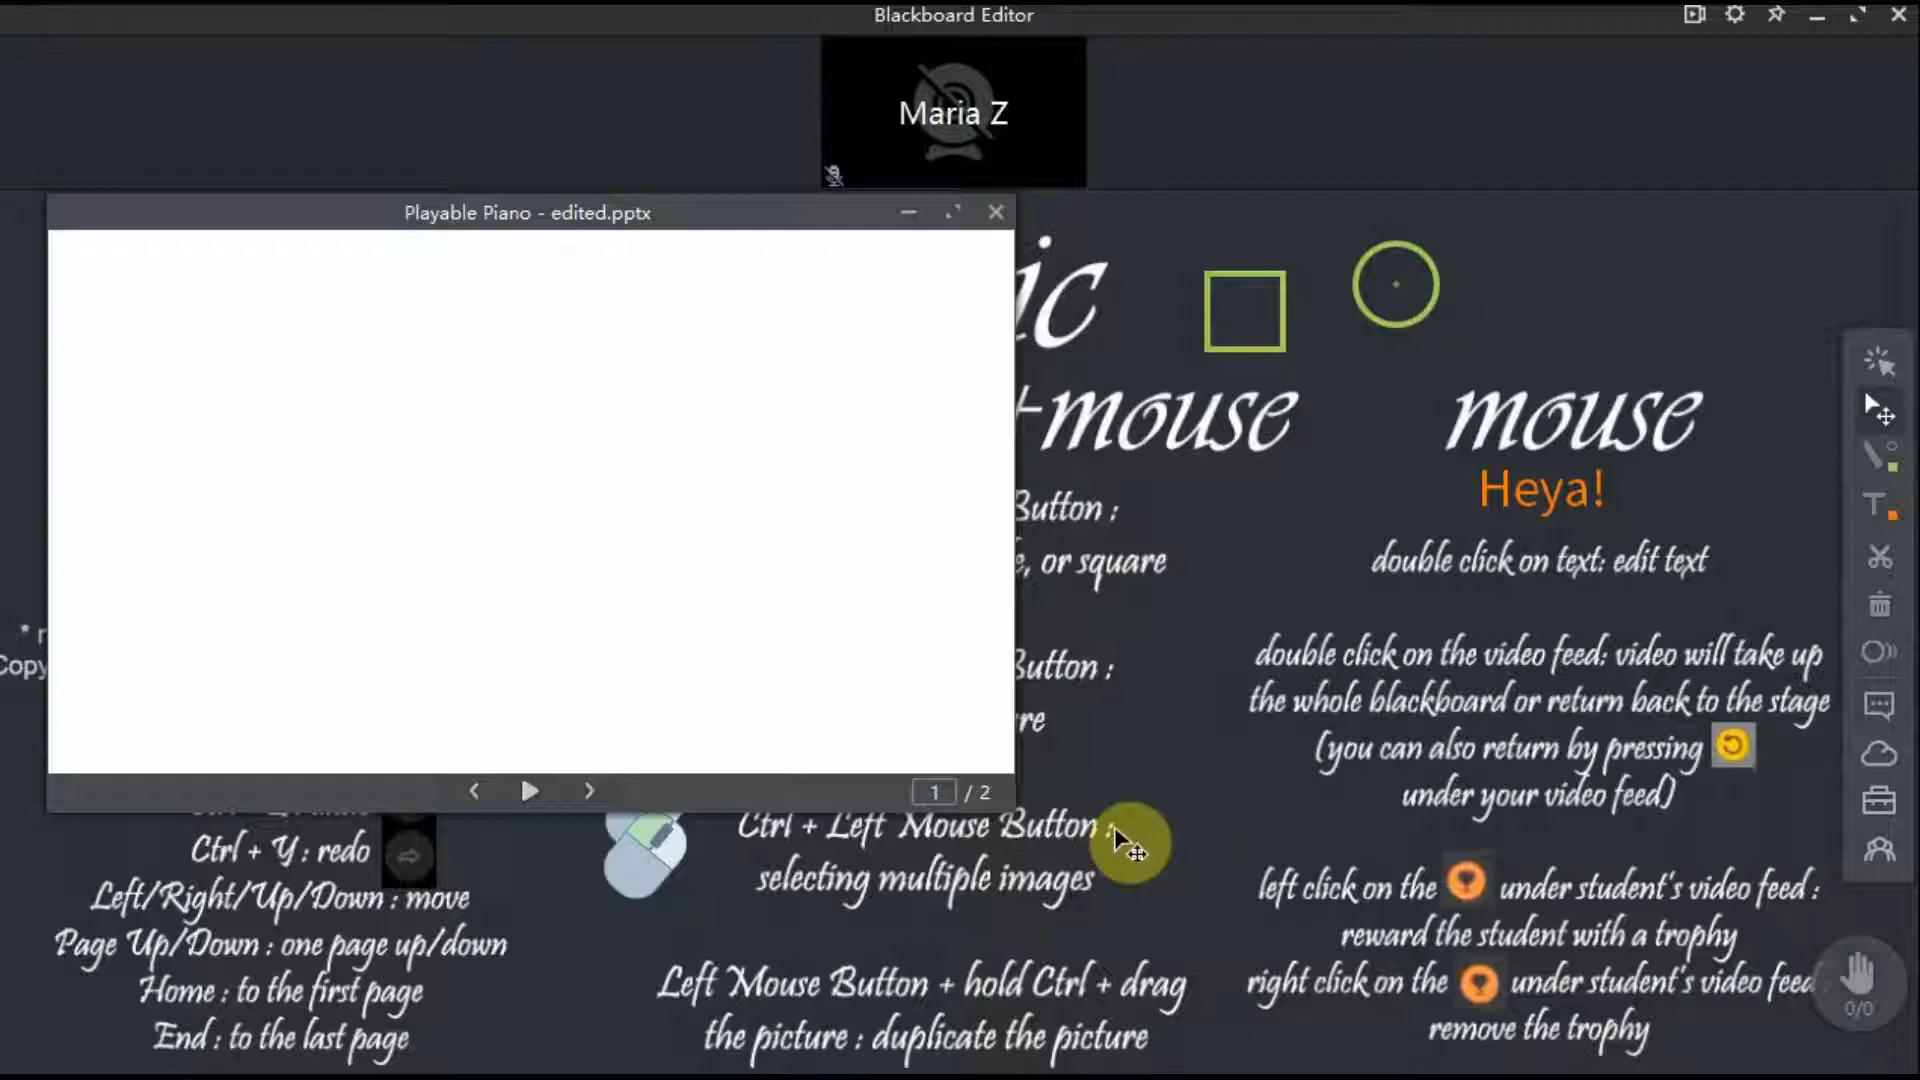 Blackboard Editor
Maria Z
Playable Piano - edited.pptx
ic
+mouse
mouse
Heya!
Button :
or square
double click on text: edit text
Copy
Button :
double click on the video feed: video will take up
the whole blackboard or return back to the stage
(you can also return by pressing
under your video feed)
1 / 2
Ctrl + Y : redo
Left/Right/Up/Down : move
Page Up/Down : one page up/down
Home : to the first page
End : to the last page
Ctrl + Left Mouse Button :
selecting multiple images
Left Mouse Button + hold Ctrl + drag
the picture : duplicate the picture
left click on the under student's video feed :
reward the student with a trophy
right click on the under student's video feed
remove the trophy
0/0